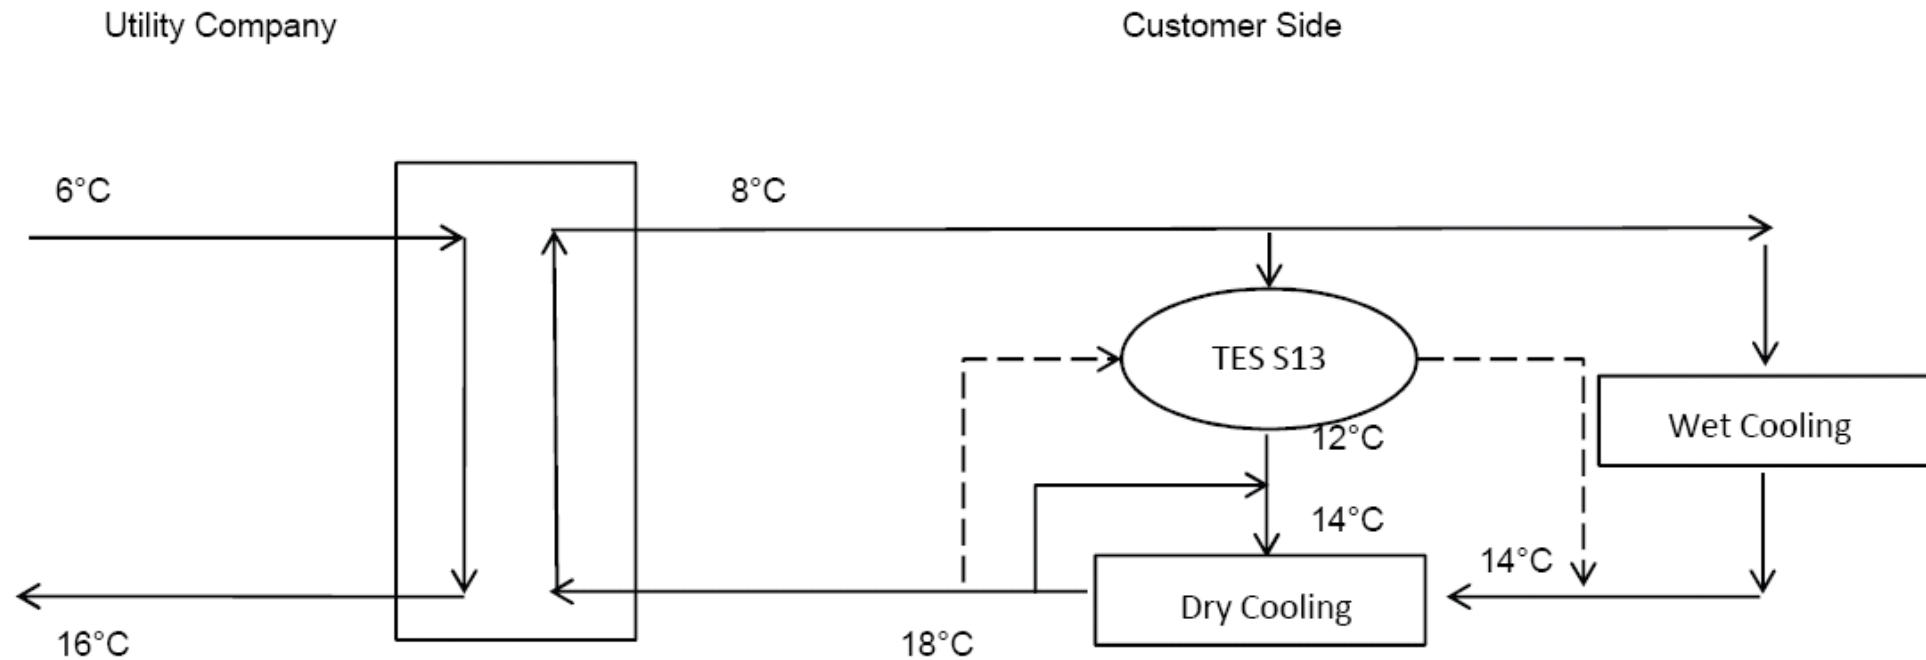 Utility Company
Customer Side
6°C
8°C
TES S13
12°C
Wet Cooling
14°C
14°C
Dry Cooling
16°C
18°C